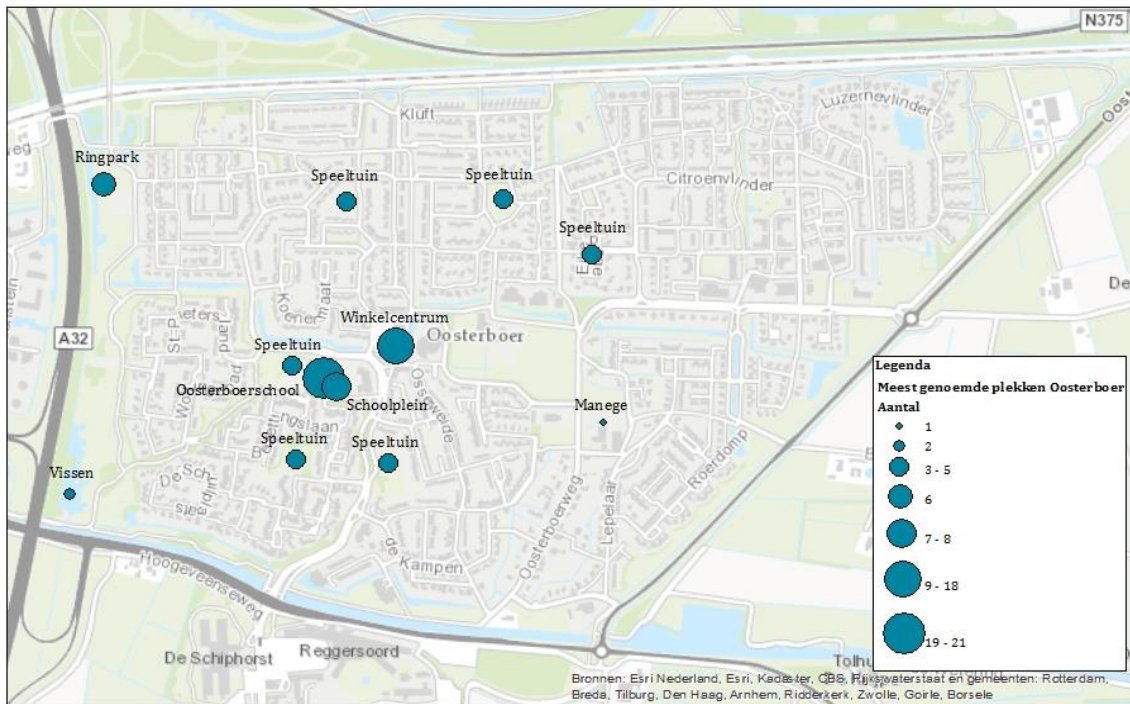 N375
Kluft
Luzernevlinder
Ringpark
Speeltuin
Speeltuin
Citroenvlinder
Speeltuin
A32
Winkelcentrum
Oosterboer
Speeltuin
Oosterboerschool
Schoolplein
Osseweide
Manege
Speeltuin
Speeltuin
Vissen
Roerdomp
Lepelaar
Oosterboerweg
de Kampen
Hoogeveenseweg
De Schiphorst
Reggersoord
Legenda
Meest genoemde plekken Oosterboer
Aantal
1
2
3 - 5
6
7 - 8
9 - 18
19 - 21
Bronnen: Esri Nederland, Esri, Kadaster, CBS, Rijkswaterstaat en gemeenten: Rotterdam,
Breda, Tilburg, Den Haag, Arnhem, Ridderkerk, Zwolle, Goirle, Borsele